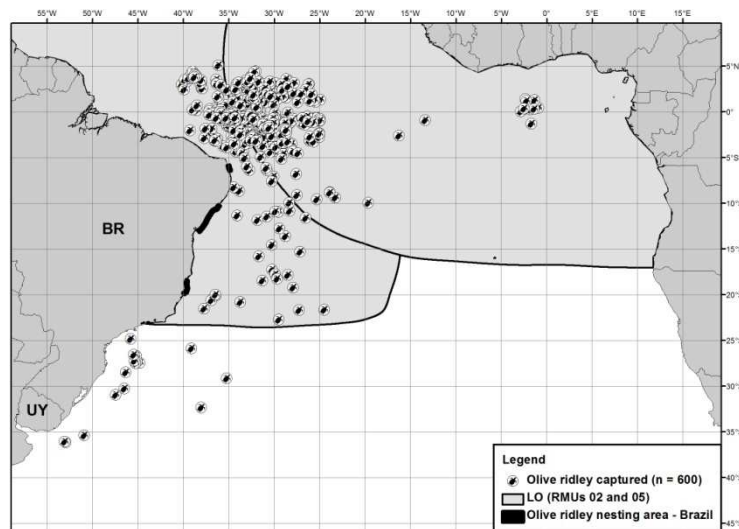 55°W 50°W 45°W 40°W 35°W 30°W 25°W 20°W 15°W 10°W 5°W 0° 5°E 10°E 15°E
5°N
0°
5°S
10°S
BR
15°S
20°S
25°S
30°S
UY
35°S
Legend
Olive ridley captured (n = 600)
40°S
LO (RMUs 02 and 05)
Olive ridley nesting area - Brazil
45°S